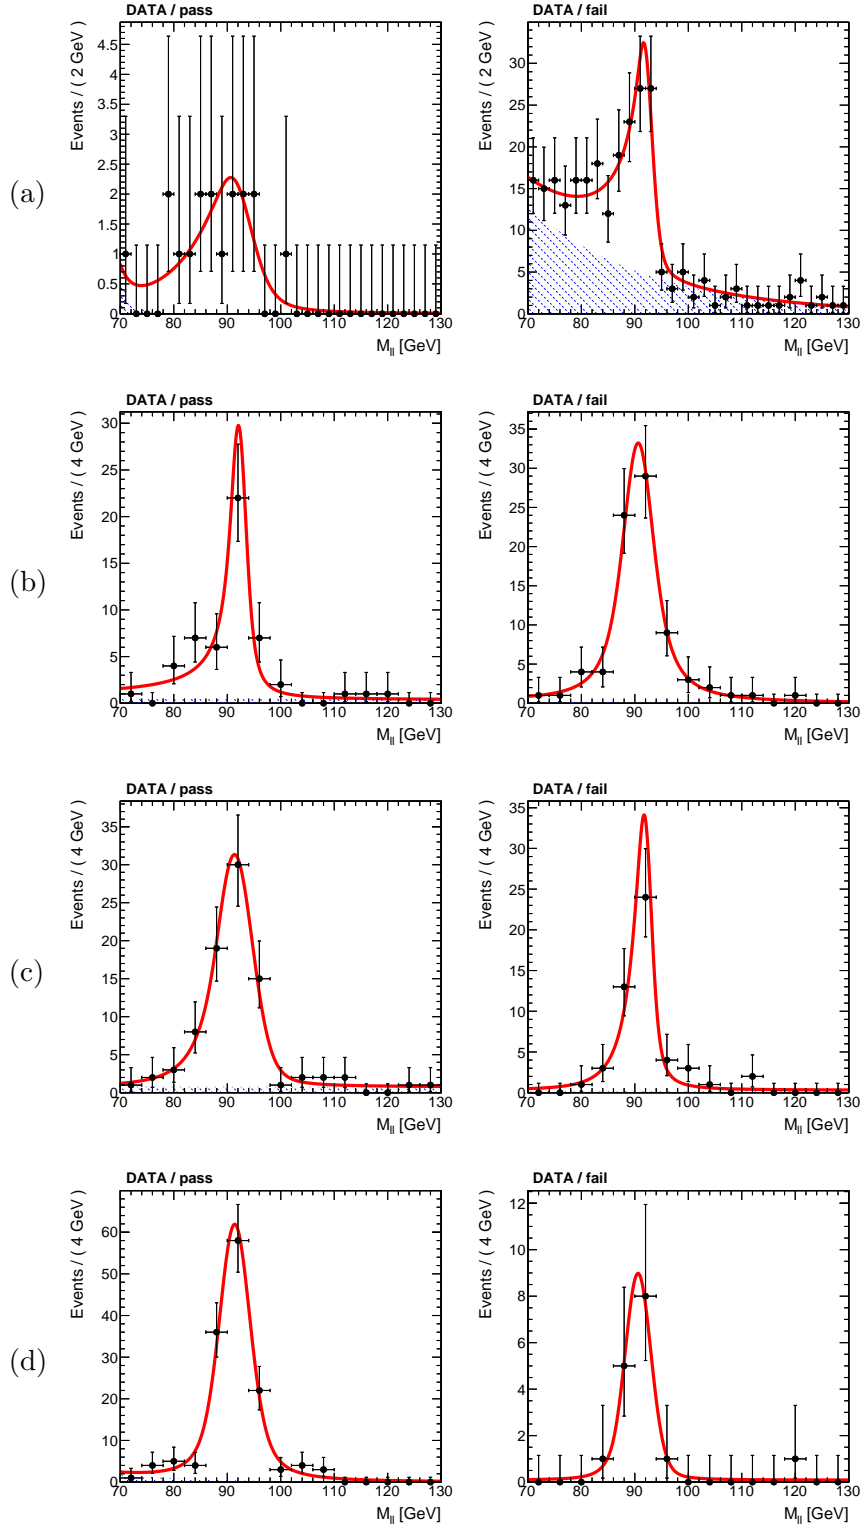 DATA / pass
DATA / fail
(a)
Events / ( 2 GeV )
4.5
4
3.5
3
2.5
2
1.5
1
0.5
0
70 80 90 100 110 120 130
M_ll [GeV]
Events / ( 2 GeV )
30
25
20
15
10
5
0
70 80 90 100 110 120 130
M_ll [GeV]
DATA / pass
DATA / fail
(b)
Events / ( 4 GeV )
30
25
20
15
10
5
0
70 80 90 100 110 120 130
M_ll [GeV]
Events / ( 4 GeV )
35
30
25
20
15
10
5
0
70 80 90 100 110 120 130
M_ll [GeV]
DATA / pass
DATA / fail
(c)
Events / ( 4 GeV )
35
30
25
20
15
10
5
0
70 80 90 100 110 120 130
M_ll [GeV]
Events / ( 4 GeV )
35
30
25
20
15
10
5
0
70 80 90 100 110 120 130
M_ll [GeV]
DATA / pass
DATA / fail
(d)
Events / ( 4 GeV )
60
50
40
30
20
10
0
70 80 90 100 110 120 130
M_ll [GeV]
Events / ( 4 GeV )
12
10
8
6
4
2
0
70 80 90 100 110 120 130
M_ll [GeV]